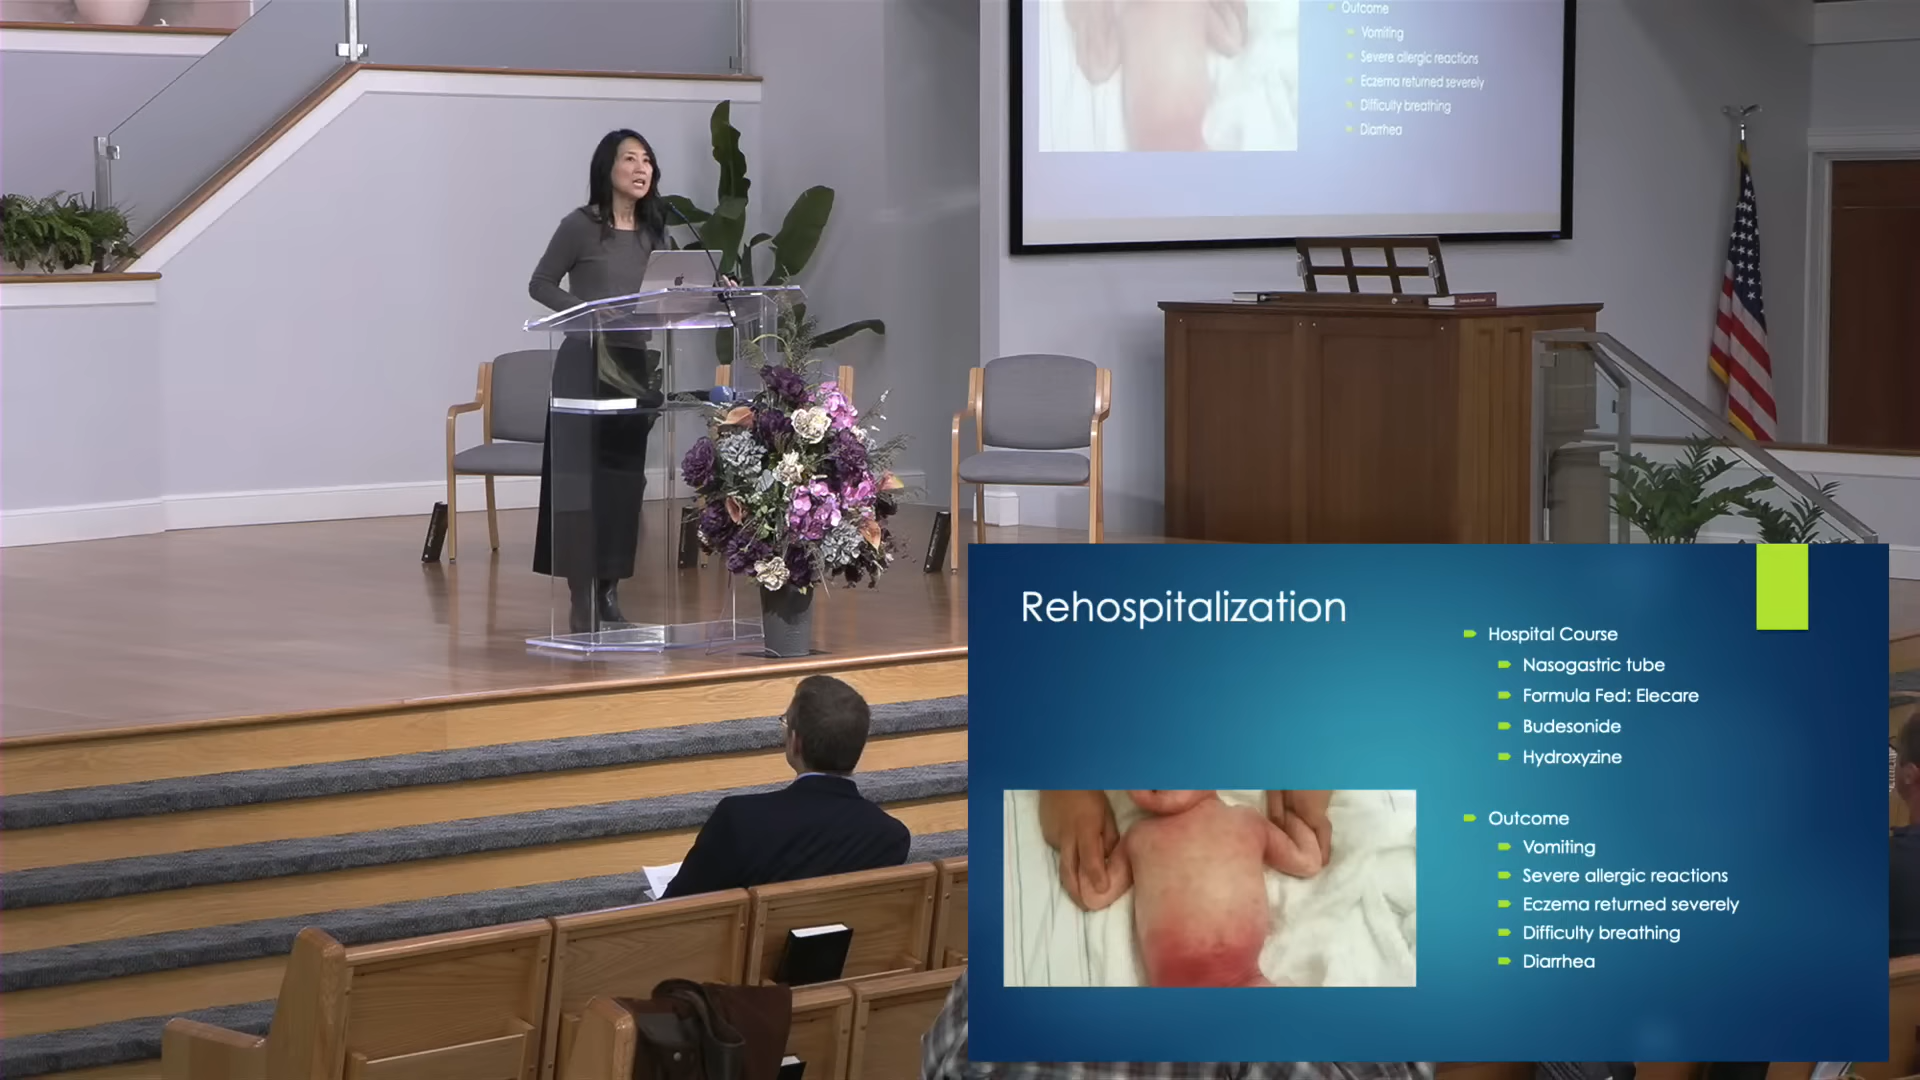 Outcome
Vomiting
Severe allergic reactions
Eczema returned severely
Difficulty breathing
Diarrhea
Rehospitalization
Hospital Course
Nasogastric tube
Formula Fed: Elecare
Budesonide
Hydroxyzine
Outcome
Vomiting
Severe allergic reactions
Eczema returned severely
Difficulty breathing
Diarrhea